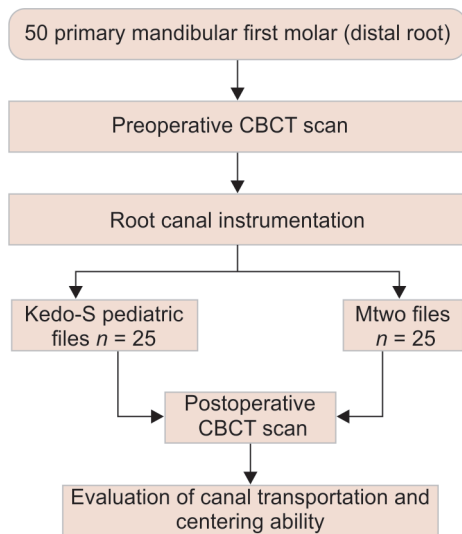 50 primary mandibular first molar (distal root)
Preoperative CBCT scan
Root canal instrumentation
Kedo-S pediatric
files n = 25
Mtwo files
n = 25
Postoperative
CBCT scan
Evaluation of canal transportation and
centering ability